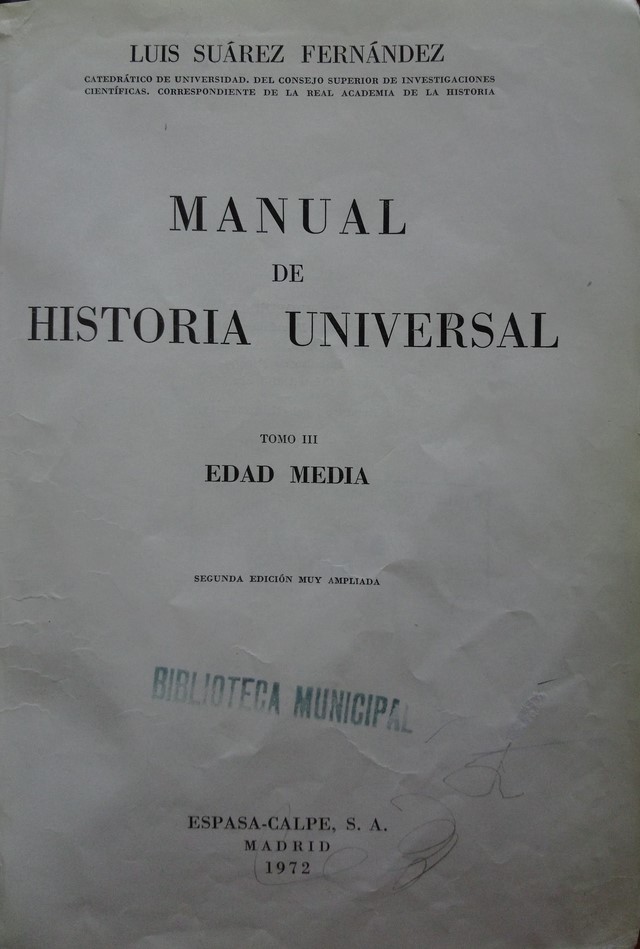 LUIS SUÁREZ FERNÁNDEZ
CATEDRÁTICO DE UNIVERSIDAD. DEL CONSEJO SUPERIOR DE INVESTIGACIONES
CIENTÍFICAS. CORRESPONDIENTE DE LA REAL ACADEMIA DE LA HISTORIA
MANUAL
DE
HISTORIA UNIVERSAL
TOMO III
EDAD MEDIA
SEGUNDA EDICIÓN MUY AMPLIADA
BIBLIOTECA MUNICIPAL
ESPASA-CALPE, S. A.
MADRID
1972